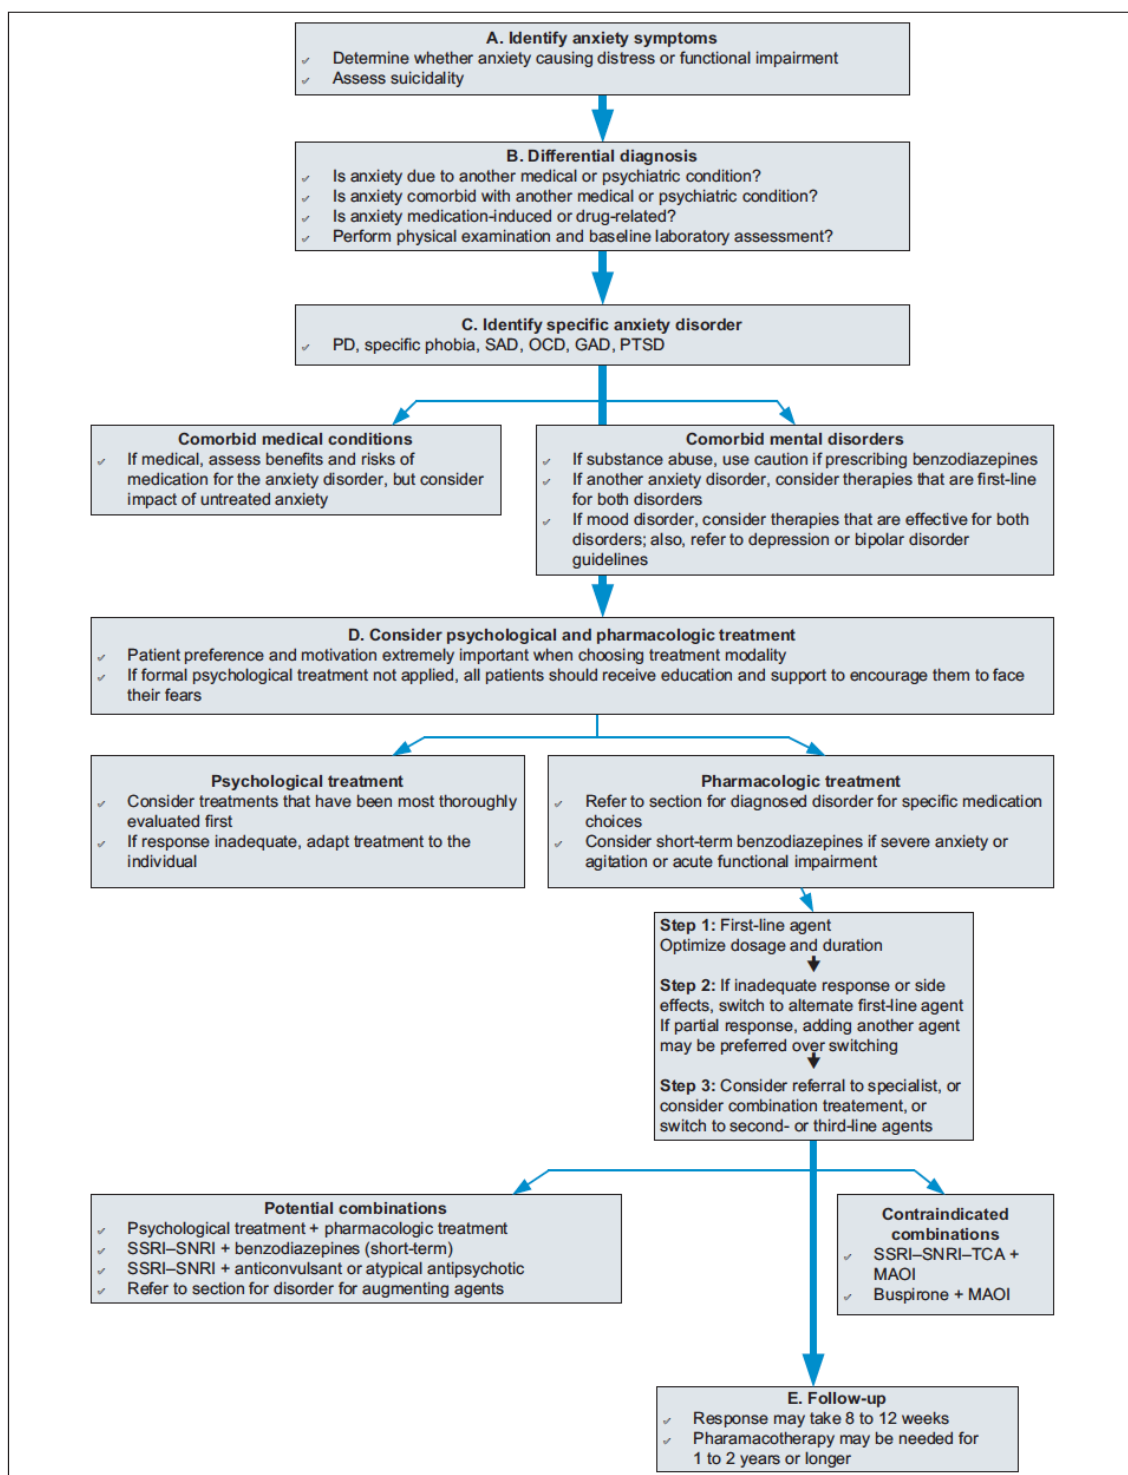 A. Identify anxiety symptoms
✓ Determine whether anxiety causing distress or functional impairment
✓ Assess suicidality
B. Differential diagnosis
✓ Is anxiety due to another medical or psychiatric condition?
✓ Is anxiety comorbid with another medical or psychiatric condition?
✓ Is anxiety medication-induced or drug-related?
✓ Perform physical examination and baseline laboratory assessment?
C. Identify specific anxiety disorder
✓ PD, specific phobia, SAD, OCD, GAD, PTSD
Comorbid medical conditions
✓ If medical, assess benefits and risks of
medication for the anxiety disorder, but consider
impact of untreated anxiety
Comorbid mental disorders
✓ If substance abuse, use caution if prescribing benzodiazepines
✓ If another anxiety disorder, consider therapies that are first-line
for both disorders
✓ If mood disorder, consider therapies that are effective for both
disorders; also, refer to depression or bipolar disorder
guidelines
D. Consider psychological and pharmacologic treatment
✓ Patient preference and motivation extremely important when choosing treatment modality
✓ If formal psychological treatment not applied, all patients should receive education and support to encourage them to face
their fears
Psychological treatment
✓ Consider treatments that have been most thoroughly
evaluated first
✓ If response inadequate, adapt treatment to the
individual
Pharmacologic treatment
✓ Refer to section for diagnosed disorder for specific medication
choices
✓ Consider short-term benzodiazepines if severe anxiety or
agitation or acute functional impairment
Step 1: First-line agent
Optimize dosage and duration
Step 2: If inadequate response or side
effects, switch to alternate first-line agent
If partial response, adding another agent
may be preferred over switching
Step 3: Consider referral to specialist, or
consider combination treatement, or
switch to second- or third-line agents
Potential combinations
✓ Psychological treatment + pharmacologic treatment
✓ SSRI–SNRI + benzodiazepines (short-term)
✓ SSRI–SNRI + anticonvulsant or atypical antipsychotic
✓ Refer to section for disorder for augmenting agents
Contraindicated
combinations
✓ SSRI–SNRI–TCA +
MAOI
✓ Buspirone + MAOI
E. Follow-up
✓ Response may take 8 to 12 weeks
✓ Pharamacotherapy may be needed for
1 to 2 years or longer